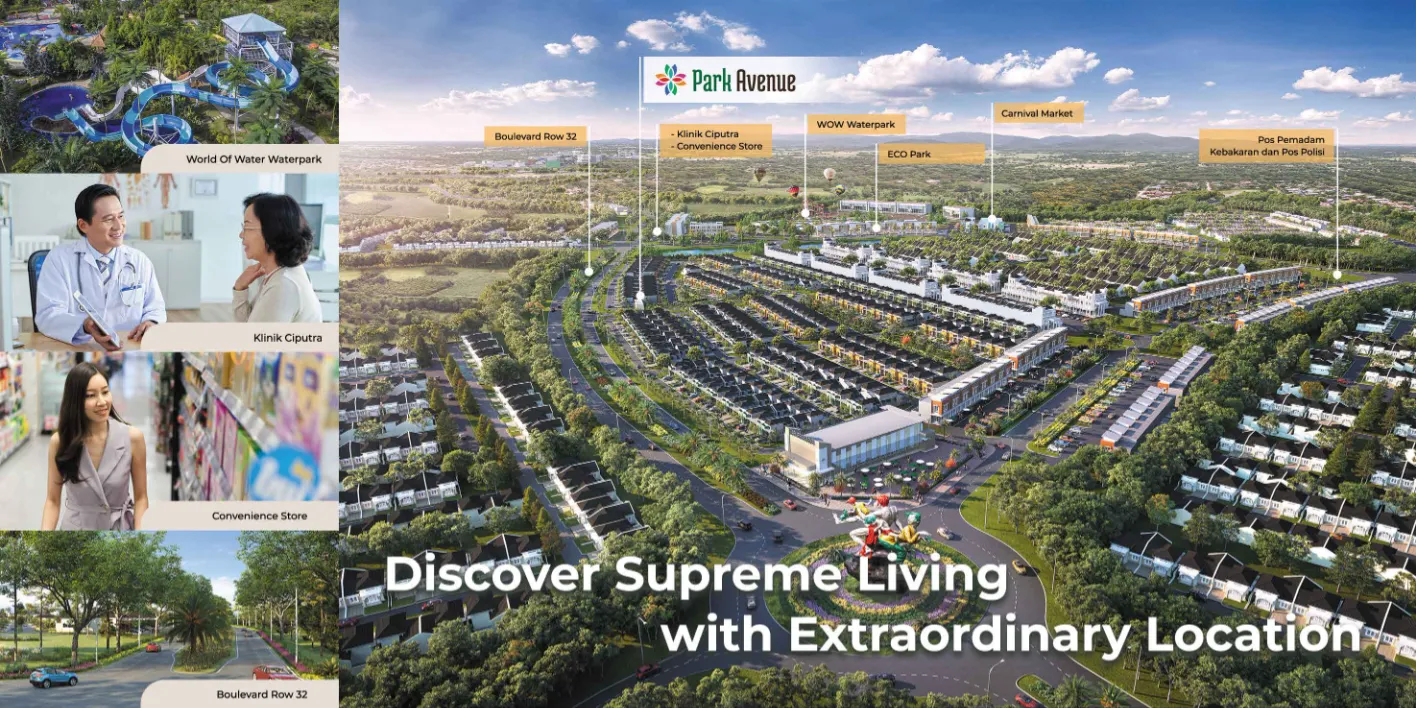 World Of Water Waterpark
Klinik Ciputra
Convenience Store
Boulevard Row 32
Park Avenue
Boulevard Row 32
- Klinik Ciputra
- Convenience Store
WOW Waterpark
ECO Park
Carnival Market
Pos Pemadam
Kebakaran dan Pos Polisi
Discover Supreme Living
with Extraordinary Location